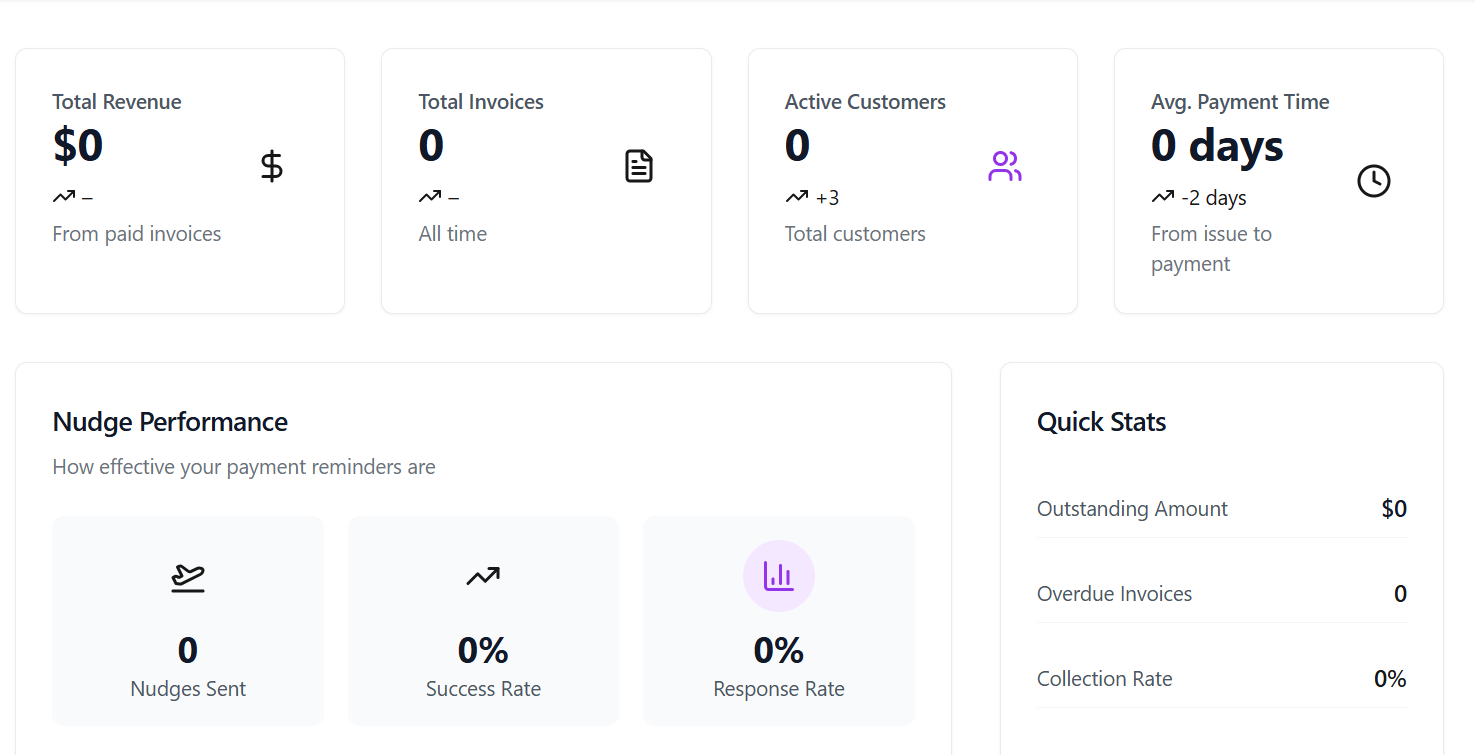 Total Revenue
$0
–
From paid invoices
Total Invoices
0
–
All time
Active Customers
0
+3
Total customers
Avg. Payment Time
0 days
-2 days
From issue to
payment
Nudge Performance
How effective your payment reminders are
0
Nudges Sent
0%
Success Rate
0%
Response Rate
Quick Stats
Outstanding Amount $0
Overdue Invoices 0
Collection Rate 0%